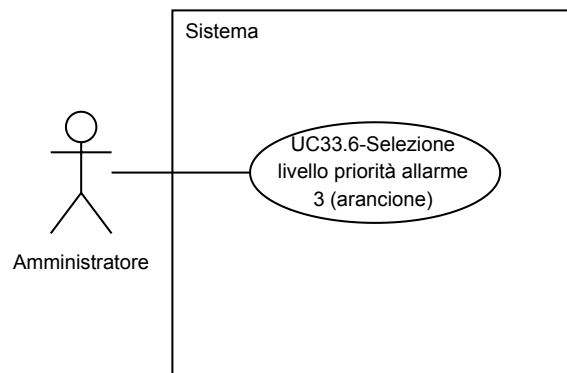 Sistema
UC33.6-Selezione
livello priorità allarme
3 (arancione)
Amministratore